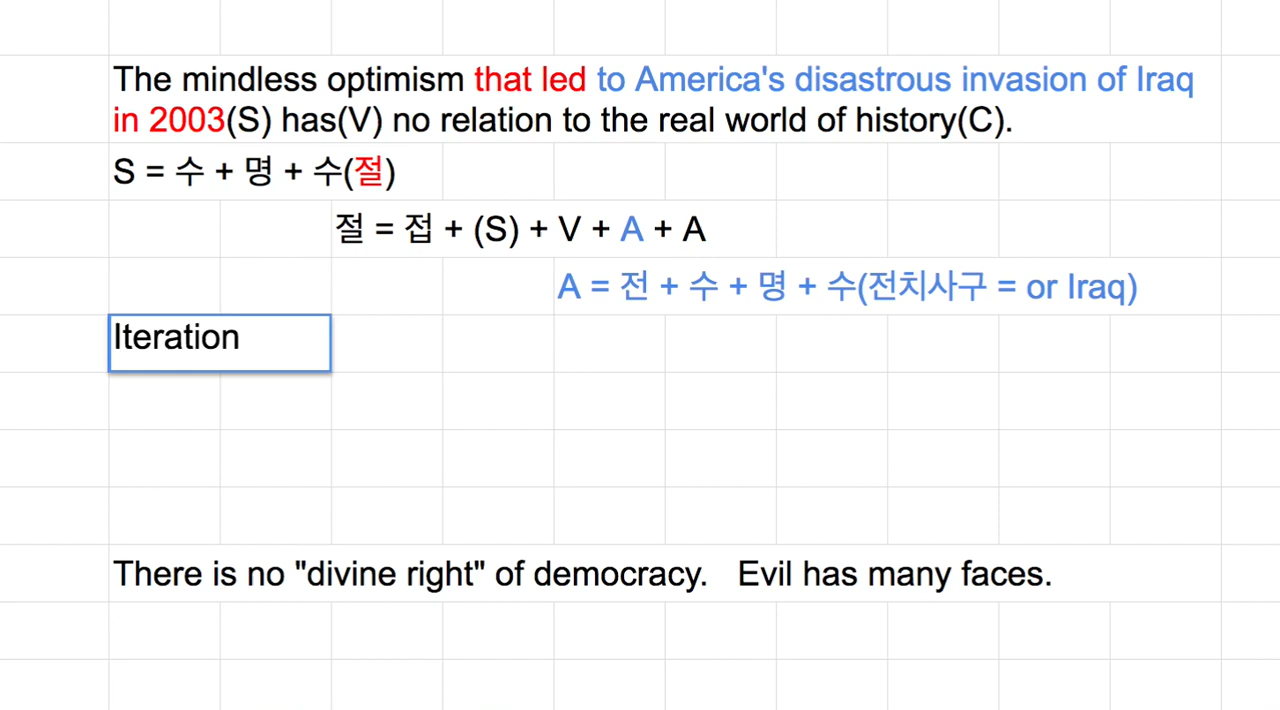 The mindless optimism that led to America's disastrous invasion of Iraq
in 2003(S) has(V) no relation to the real world of history(C).
S = 수 + 명 + 수(절)
절 = 접 + (S) + V + A + A
A = 전 + 수 + 명 + 수(전치사구 = or Iraq)
Iteration
There is no "divine right" of democracy.   Evil has many faces.